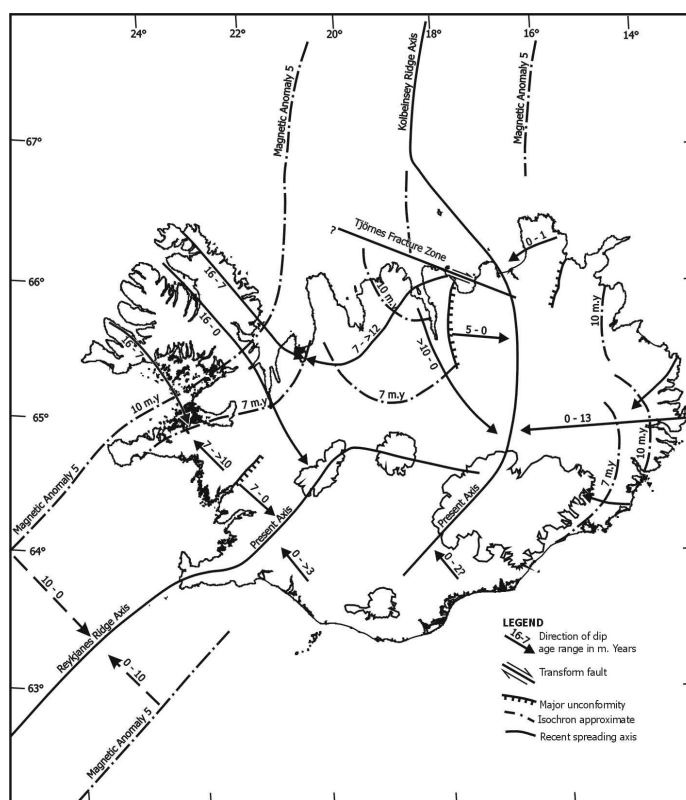 24° 22° 20° 18° 16° 14°
Magnetic Anomaly 5
Kolbeinsey Ridge Axis
Magnetic Anomaly 5
67°
Tjörnes Fracture Zone
?
0-1
16-7
66°
10 m.y
10 m.y
16-0
7->12
5-0
>10-0
16-7
7 m.y
10 m.y
7 m.y
65°
0-13
10 m.y
7->10
7 m.y
7-0
Magnetic Anomaly 5
Present Axis
Present Axis
64°
0->3
0-22
10-0
Reykjanes Ridge Axis
0-10
63°
Magnetic Anomaly 5
LEGEND
16-7
Direction of dip
age range in m. Years
Transform fault
Major unconformity
Isochron approximate
Recent spreading axis